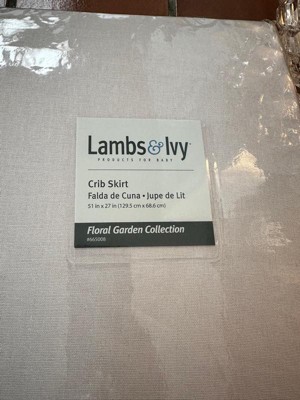 Lambs&Ivy
PRODUCTS FOR BABY
Crib Skirt
Falda de Cuna • Jupe de Lit
51 in x 27 in (129.5 cm x 68.6 cm)
Floral Garden Collection